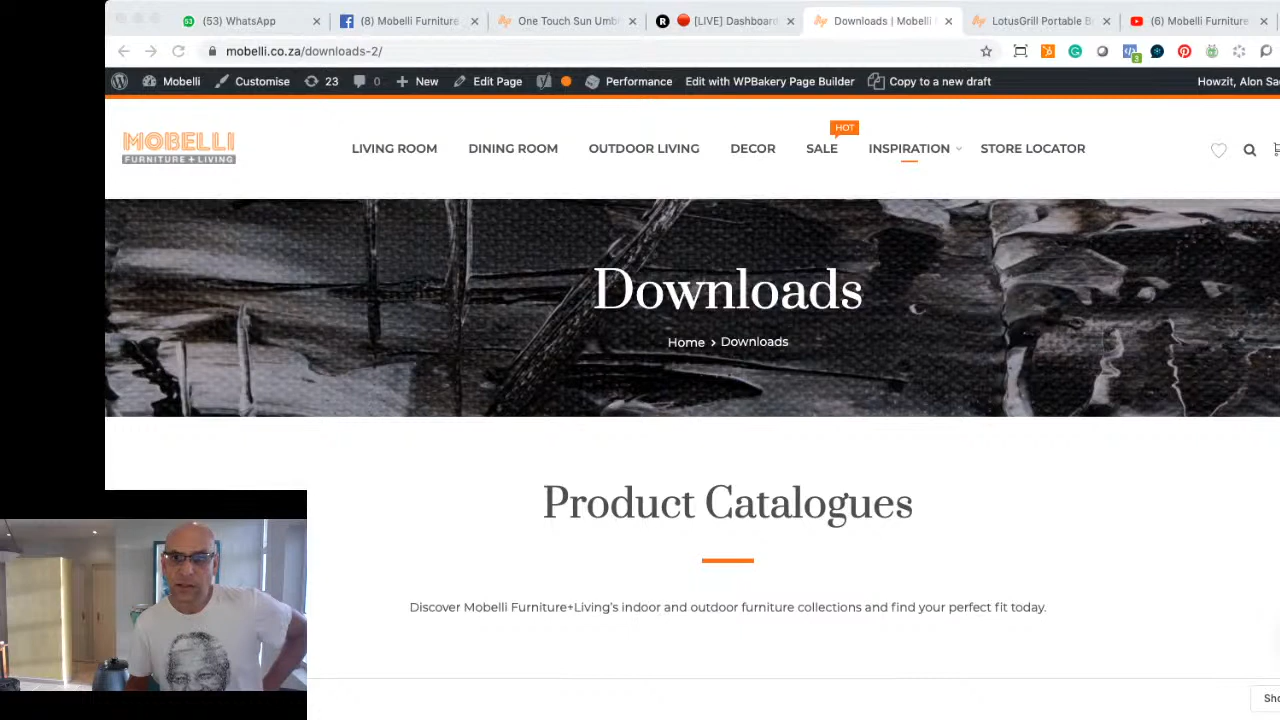 (53) WhatsApp
(8) Mobelli Furniture
One Touch Sun Umb
[LIVE] Dashboard
Downloads | Mobelli
LotusGrill Portable B
(6) Mobelli Furniture
mobelli.co.za/downloads-2/
3
Mobelli
Customise
23
0
New
Edit Page
Performance
Edit with WPBakery Page Builder
Copy to a new draft
Howzit, Alon Sa
MOBELLI
FURNITURE + LIVING
HOT
LIVING ROOM
DINING ROOM
OUTDOOR LIVING
DECOR
SALE
INSPIRATION
STORE LOCATOR
Downloads
Home > Downloads
Product Catalogues
Discover Mobelli Furniture+Living's indoor and outdoor furniture collections and find your perfect fit today.
Sho